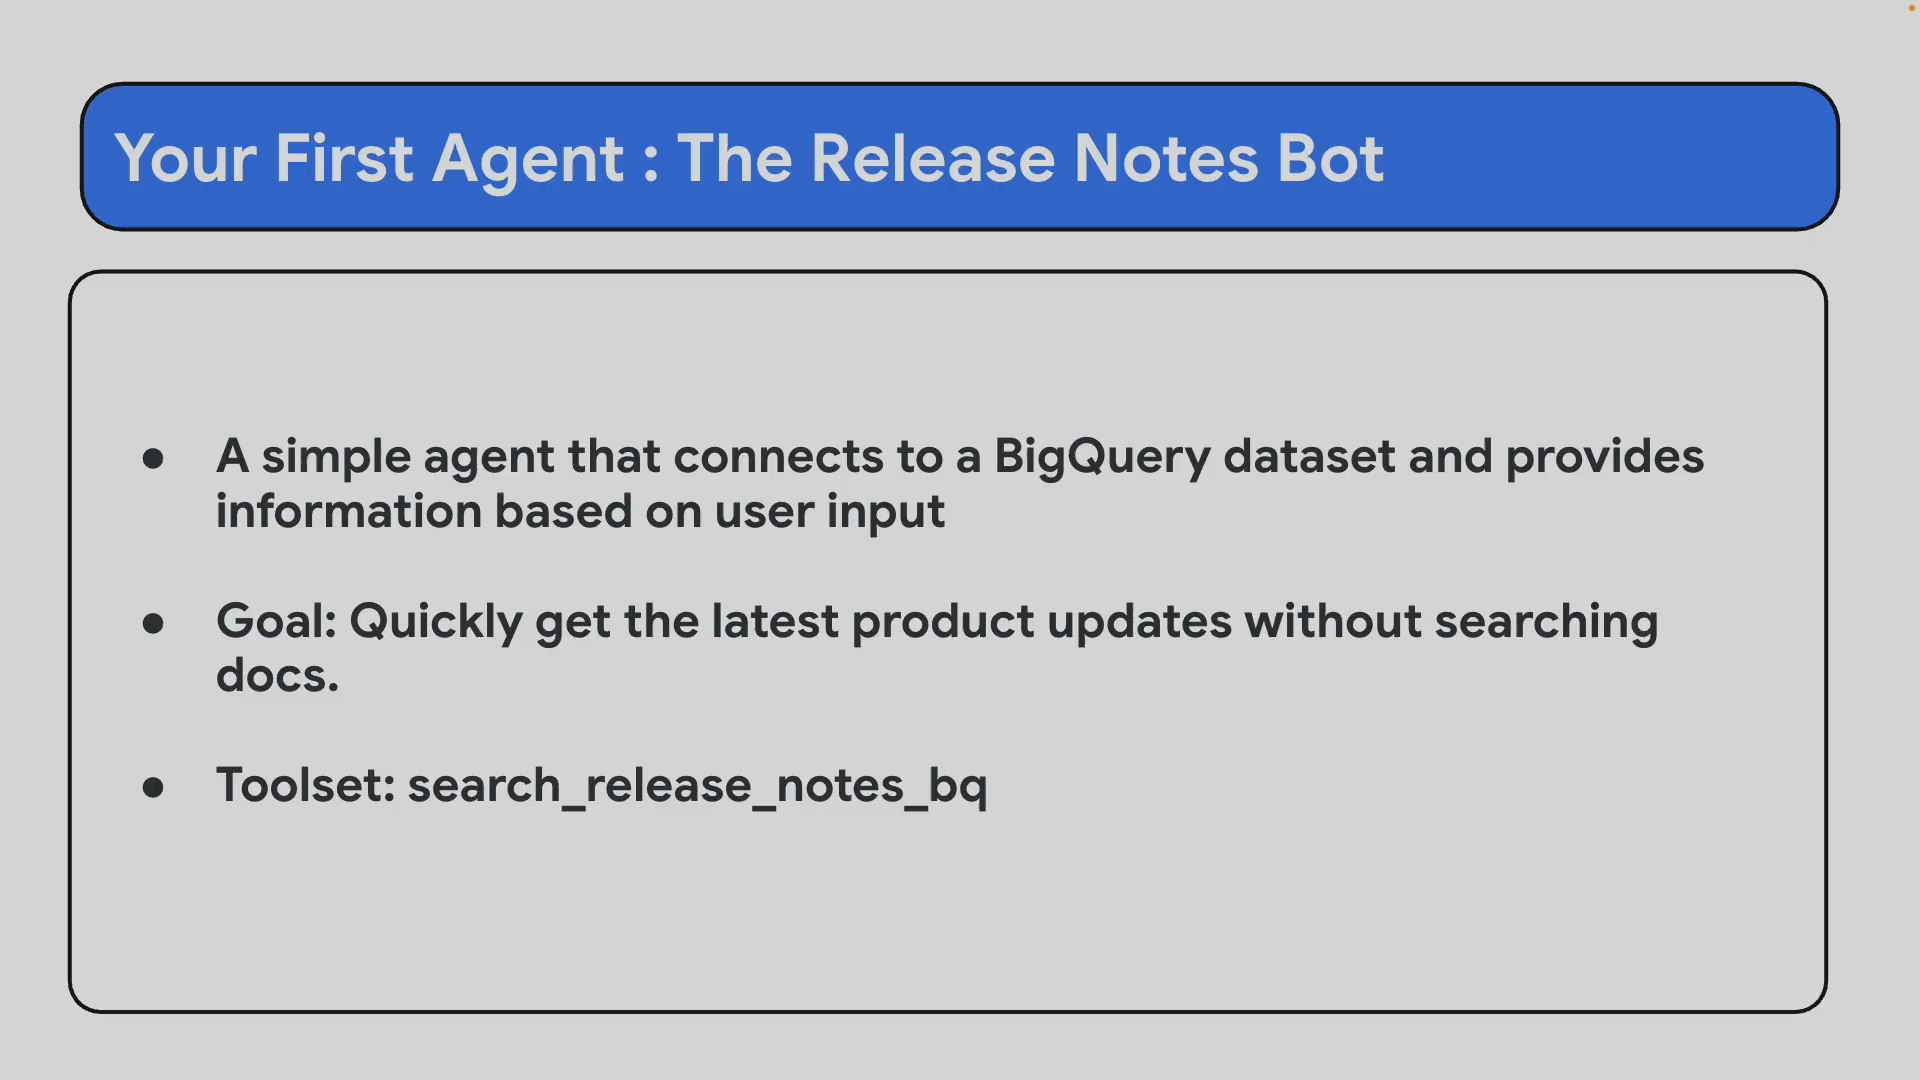 Your First Agent : The Release Notes Bot
● A simple agent that connects to a BigQuery dataset and provides
information based on user input
● Goal: Quickly get the latest product updates without searching
docs.
● Toolset: search_release_notes_bq